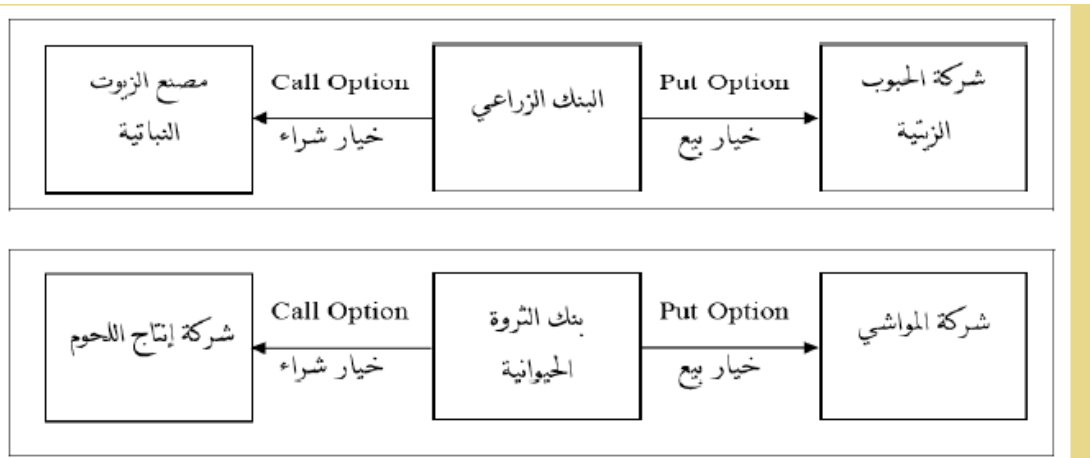 شركة الحبوب
الزيتية
Put Option
خيار بيع
البنك الزراعي
Call Option
خيار شراء
مصنع الزيوت
النباتية
شركة المواشي
Put Option
خيار بيع
بنك الثروة
الحيوانية
Call Option
خيار شراء
شركة إنتاج اللحوم